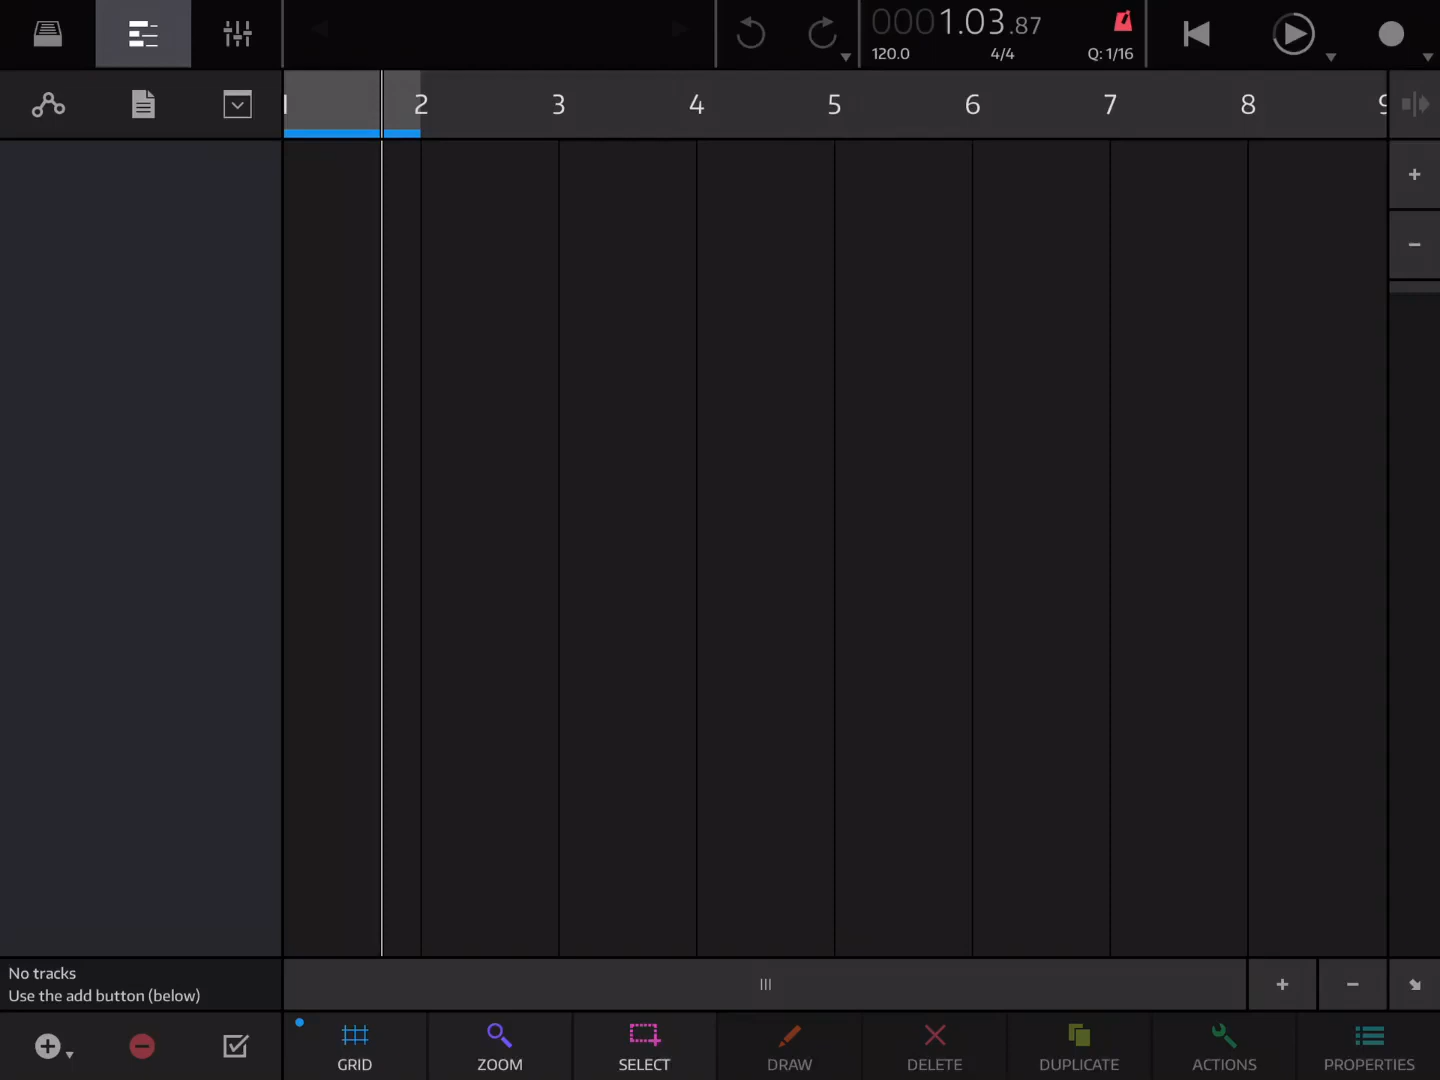 0001.03.87
120.0 4/4 Q: 1/16
1 2 3 4 5 6 7 8 9
+
-
No tracks
Use the add button (below)
+ -
GRID ZOOM SELECT DRAW DELETE DUPLICATE ACTIONS PROPERTIES